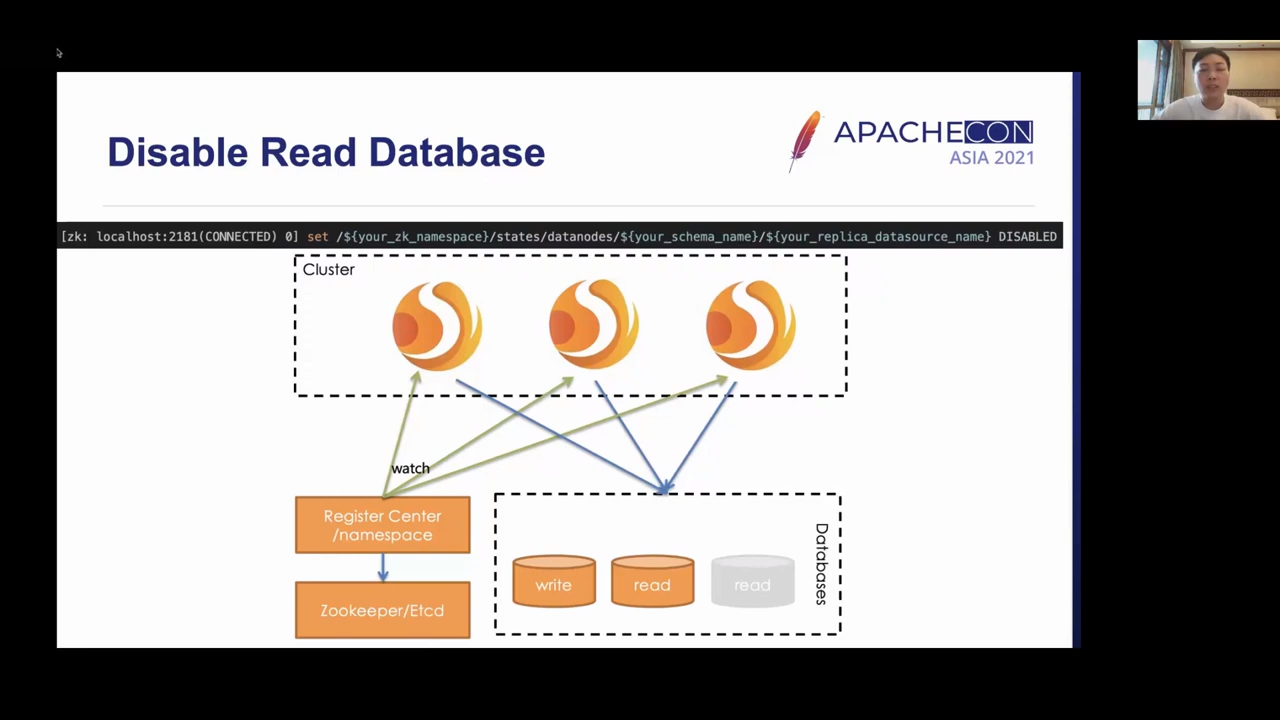 Disable Read Database
APACHECON
ASIA 2021
[zk: localhost:2181(CONNECTED) 0] set /${your_zk_namespace}/states/datanodes/${your_schema_name}/${your_replica_datasource_name} DISABLED
Cluster
watch
Register Center
/namespace
Zookeeper/Etcd
write
read
read
Databases